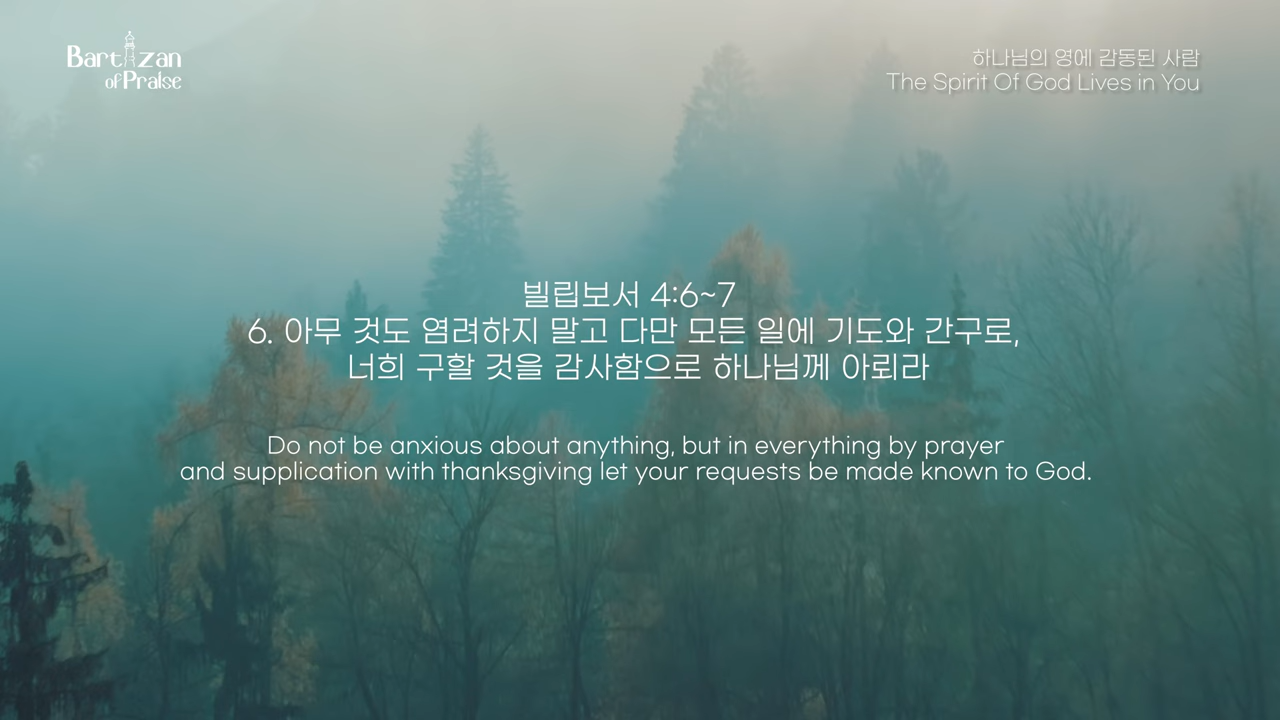 Bartizan
of Praise
하나님의 영에 감동된 사람
The Spirit Of God Lives in You
빌립보서 4:6~7
6. 아무 것도 염려하지 말고 다만 모든 일에 기도와 간구로,
너희 구할 것을 감사함으로 하나님께 아뢰라
Do not be anxious about anything, but in everything by prayer
and supplication with thanksgiving let your requests be made known to God.